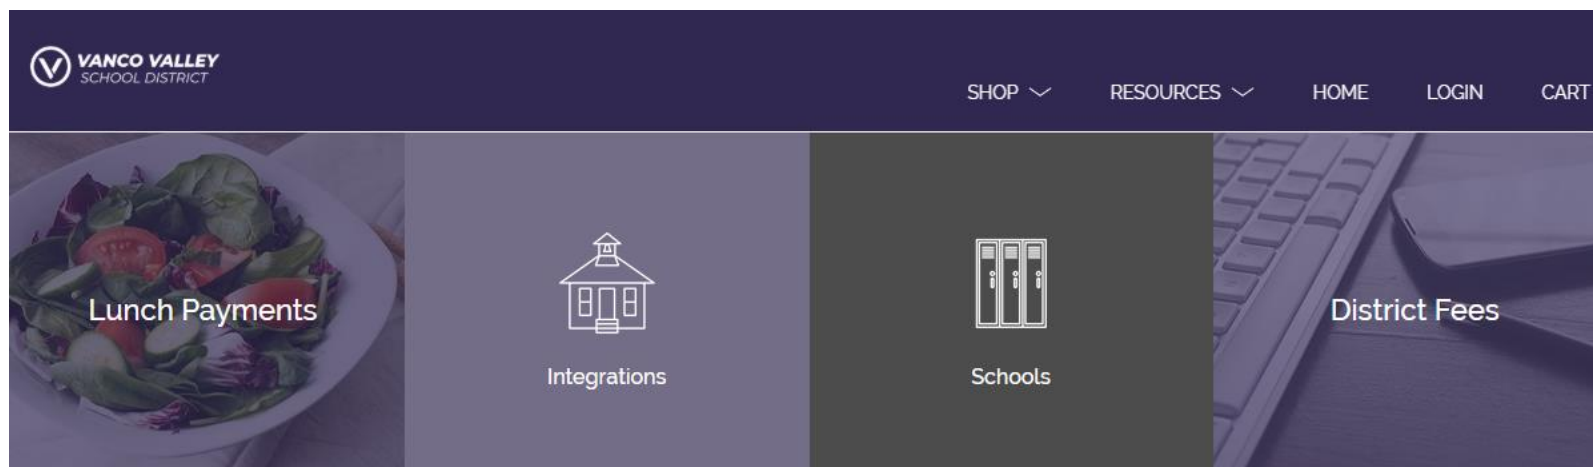 VANCO VALLEY
SCHOOL DISTRICT
SHOP RESOURCES HOME LOGIN CART
Lunch Payments
Integrations
Schools
District Fees